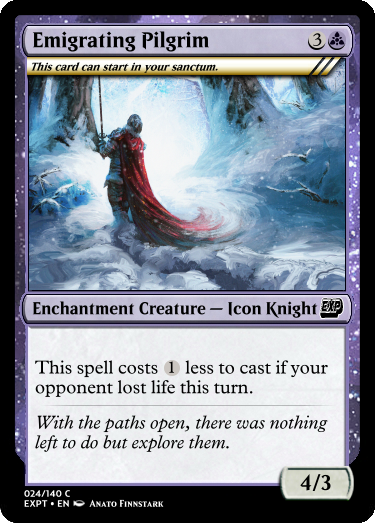 Emigrating Pilgrim 3
This card can start in your sanctum.
Enchantment Creature — Icon Knight EXP
This spell costs 1 less to cast if your
opponent lost life this turn.
With the paths open, there was nothing
left to do but explore them.
4/3
024/140 C
EXPT • EN Anato Finnstark